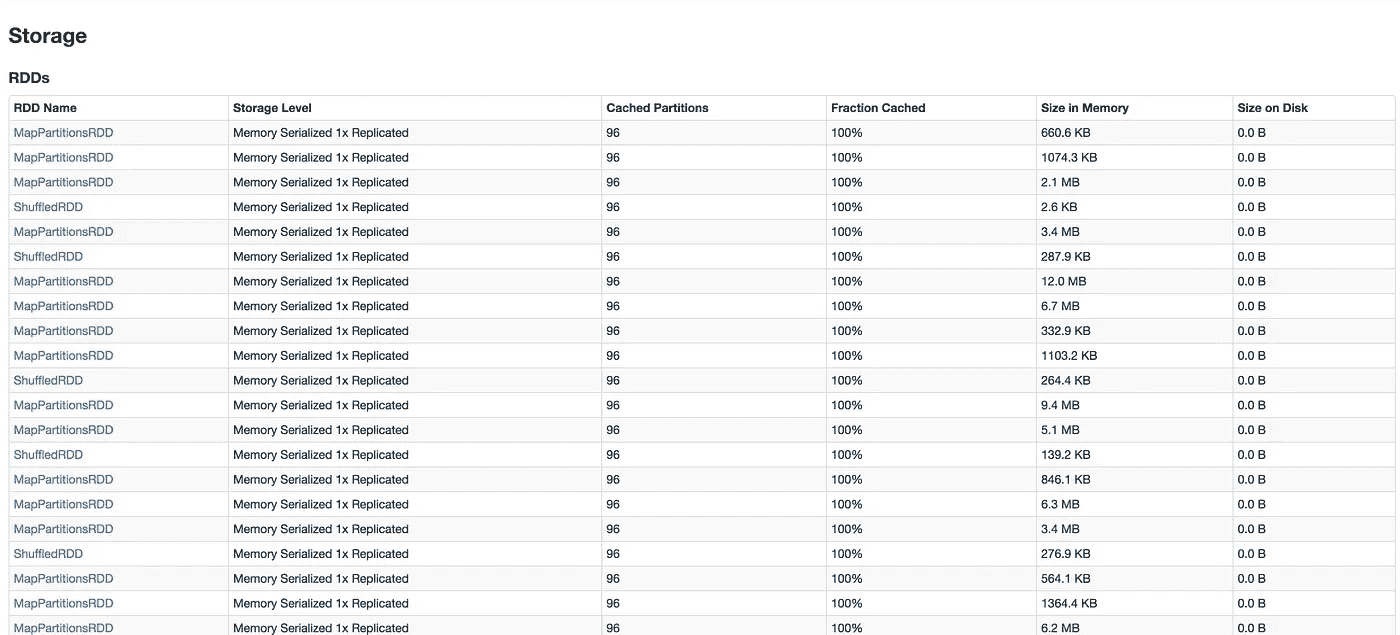 Storage
RDDs
RDD Name Storage Level Cached Partitions Fraction Cached Size in Memory Size on Disk
MapPartitionsRDD Memory Serialized 1x Replicated 96 100% 660.6 KB 0.0 B
MapPartitionsRDD Memory Serialized 1x Replicated 96 100% 1074.3 KB 0.0 B
MapPartitionsRDD Memory Serialized 1x Replicated 96 100% 2.1 MB 0.0 B
ShuffledRDD Memory Serialized 1x Replicated 96 100% 2.6 KB 0.0 B
MapPartitionsRDD Memory Serialized 1x Replicated 96 100% 3.4 MB 0.0 B
ShuffledRDD Memory Serialized 1x Replicated 96 100% 287.9 KB 0.0 B
MapPartitionsRDD Memory Serialized 1x Replicated 96 100% 12.0 MB 0.0 B
MapPartitionsRDD Memory Serialized 1x Replicated 96 100% 6.7 MB 0.0 B
MapPartitionsRDD Memory Serialized 1x Replicated 96 100% 332.9 KB 0.0 B
MapPartitionsRDD Memory Serialized 1x Replicated 96 100% 1103.2 KB 0.0 B
ShuffledRDD Memory Serialized 1x Replicated 96 100% 264.4 KB 0.0 B
MapPartitionsRDD Memory Serialized 1x Replicated 96 100% 9.4 MB 0.0 B
MapPartitionsRDD Memory Serialized 1x Replicated 96 100% 5.1 MB 0.0 B
ShuffledRDD Memory Serialized 1x Replicated 96 100% 139.2 KB 0.0 B
MapPartitionsRDD Memory Serialized 1x Replicated 96 100% 846.1 KB 0.0 B
MapPartitionsRDD Memory Serialized 1x Replicated 96 100% 6.3 MB 0.0 B
MapPartitionsRDD Memory Serialized 1x Replicated 96 100% 3.4 MB 0.0 B
ShuffledRDD Memory Serialized 1x Replicated 96 100% 276.9 KB 0.0 B
MapPartitionsRDD Memory Serialized 1x Replicated 96 100% 564.1 KB 0.0 B
MapPartitionsRDD Memory Serialized 1x Replicated 96 100% 1364.4 KB 0.0 B
MapPartitionsRDD Memory Serialized 1x Replicated 96 100% 6.2 MB 0.0 B